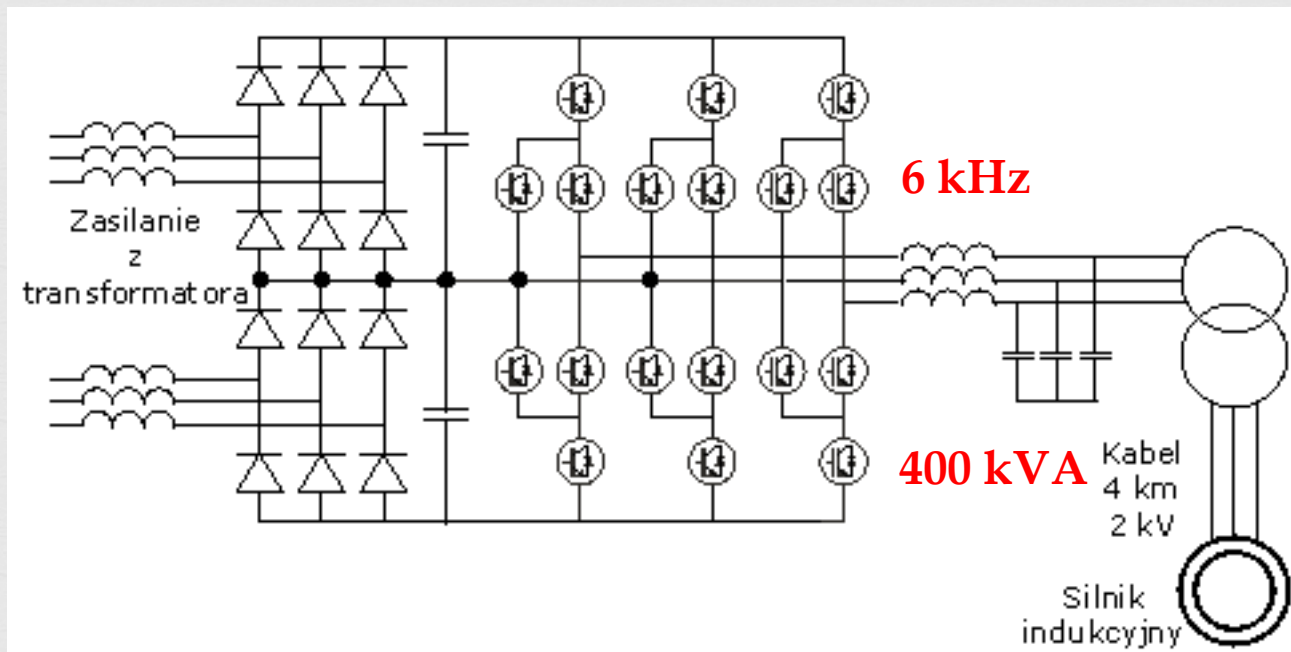 6 kHz
Zasilanie
z
transformatora
400 kVA
Kabel
4 km
2 kV
Silnik
indukcyjny